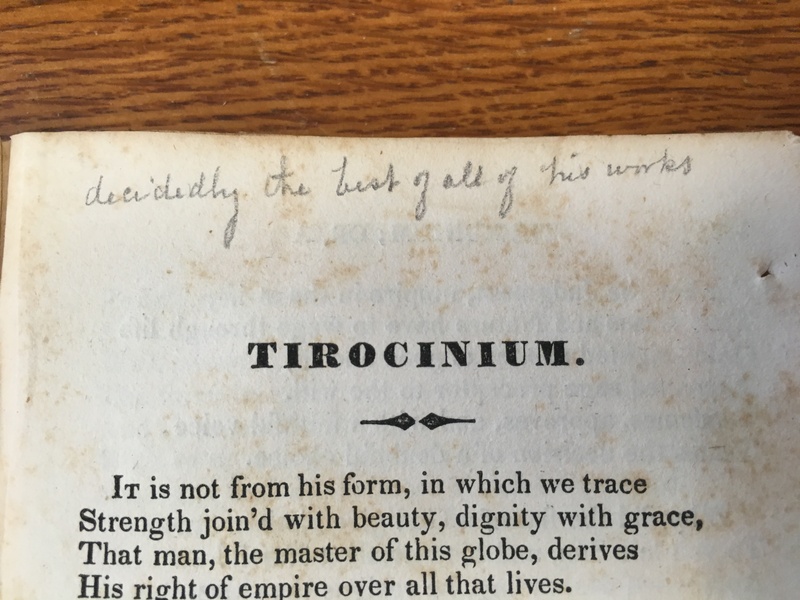 decidedly the best of all of his works
TIROCINIUM.
IT is not from his form, in which we trace
Strength join'd with beauty, dignity with grace,
That man, the master of this globe, derives
His right of empire over all that lives.